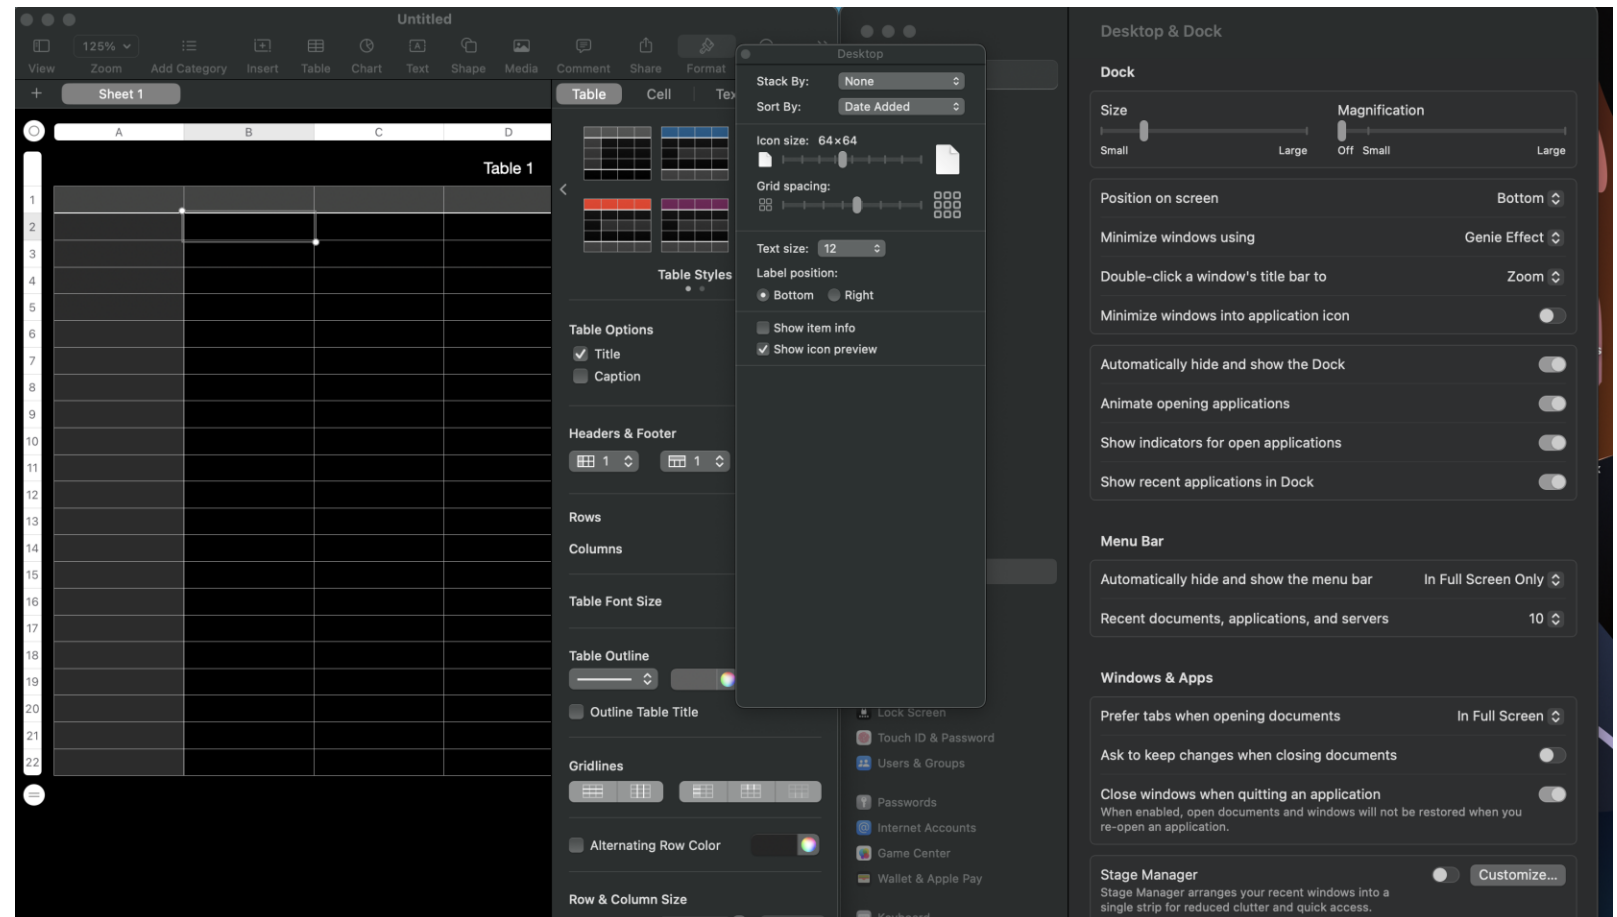 Untitled
125%
View
Zoom
Add Category
Insert
Table
Chart
Text
Shape
Media
Comment
Share
Format
+
Sheet 1
A
B
C
D
Table 1
1
2
3
4
5
6
7
8
9
10
11
12
13
14
15
16
17
18
19
20
21
22
Table
Cell
Tex
Table Styles
Table Options
Title
Caption
Headers & Footer
1
1
Rows
Columns
Table Font Size
Table Outline
Outline Table Title
Gridlines
Alternating Row Color
Row & Column Size
Desktop
Stack By: None
Sort By: Date Added
Icon size: 64×64
Grid spacing:
Text size: 12
Label position:
Bottom Right
Show item info
Show icon preview
Lock Screen
Touch ID & Password
Users & Groups
Passwords
Internet Accounts
Game Center
Wallet & Apple Pay
Keyboard
Desktop & Dock
Dock
Size
Small Large
Magnification
Off Small Large
Position on screen Bottom
Minimize windows using Genie Effect
Double-click a window's title bar to Zoom
Minimize windows into application icon
Automatically hide and show the Dock
Animate opening applications
Show indicators for open applications
Show recent applications in Dock
Menu Bar
Automatically hide and show the menu bar In Full Screen Only
Recent documents, applications, and servers 10
Windows & Apps
Prefer tabs when opening documents In Full Screen
Ask to keep changes when closing documents
Close windows when quitting an application
When enabled, open documents and windows will not be restored when you
re-open an application.
Stage Manager Customize...
Stage Manager arranges your recent windows into a
single strip for reduced clutter and quick access.